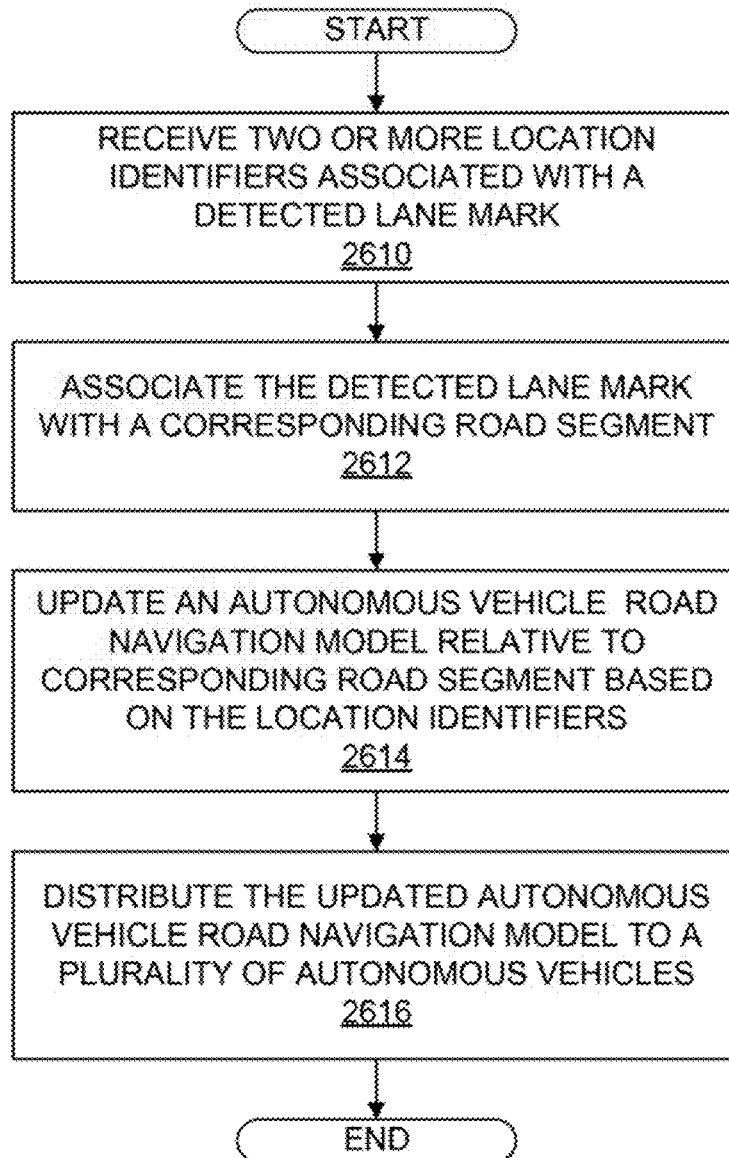 START
RECEIVE TWO OR MORE LOCATION
IDENTIFIERS ASSOCIATED WITH A
DETECTED LANE MARK
2610
ASSOCIATE THE DETECTED LANE MARK
WITH A CORRESPONDING ROAD SEGMENT
2612
UPDATE AN AUTONOMOUS VEHICLE ROAD
NAVIGATION MODEL RELATIVE TO
CORRESPONDING ROAD SEGMENT BASED
ON THE LOCATION IDENTIFIERS
2614
DISTRIBUTE THE UPDATED AUTONOMOUS
VEHICLE ROAD NAVIGATION MODEL TO A
PLURALITY OF AUTONOMOUS VEHICLES
2616
END